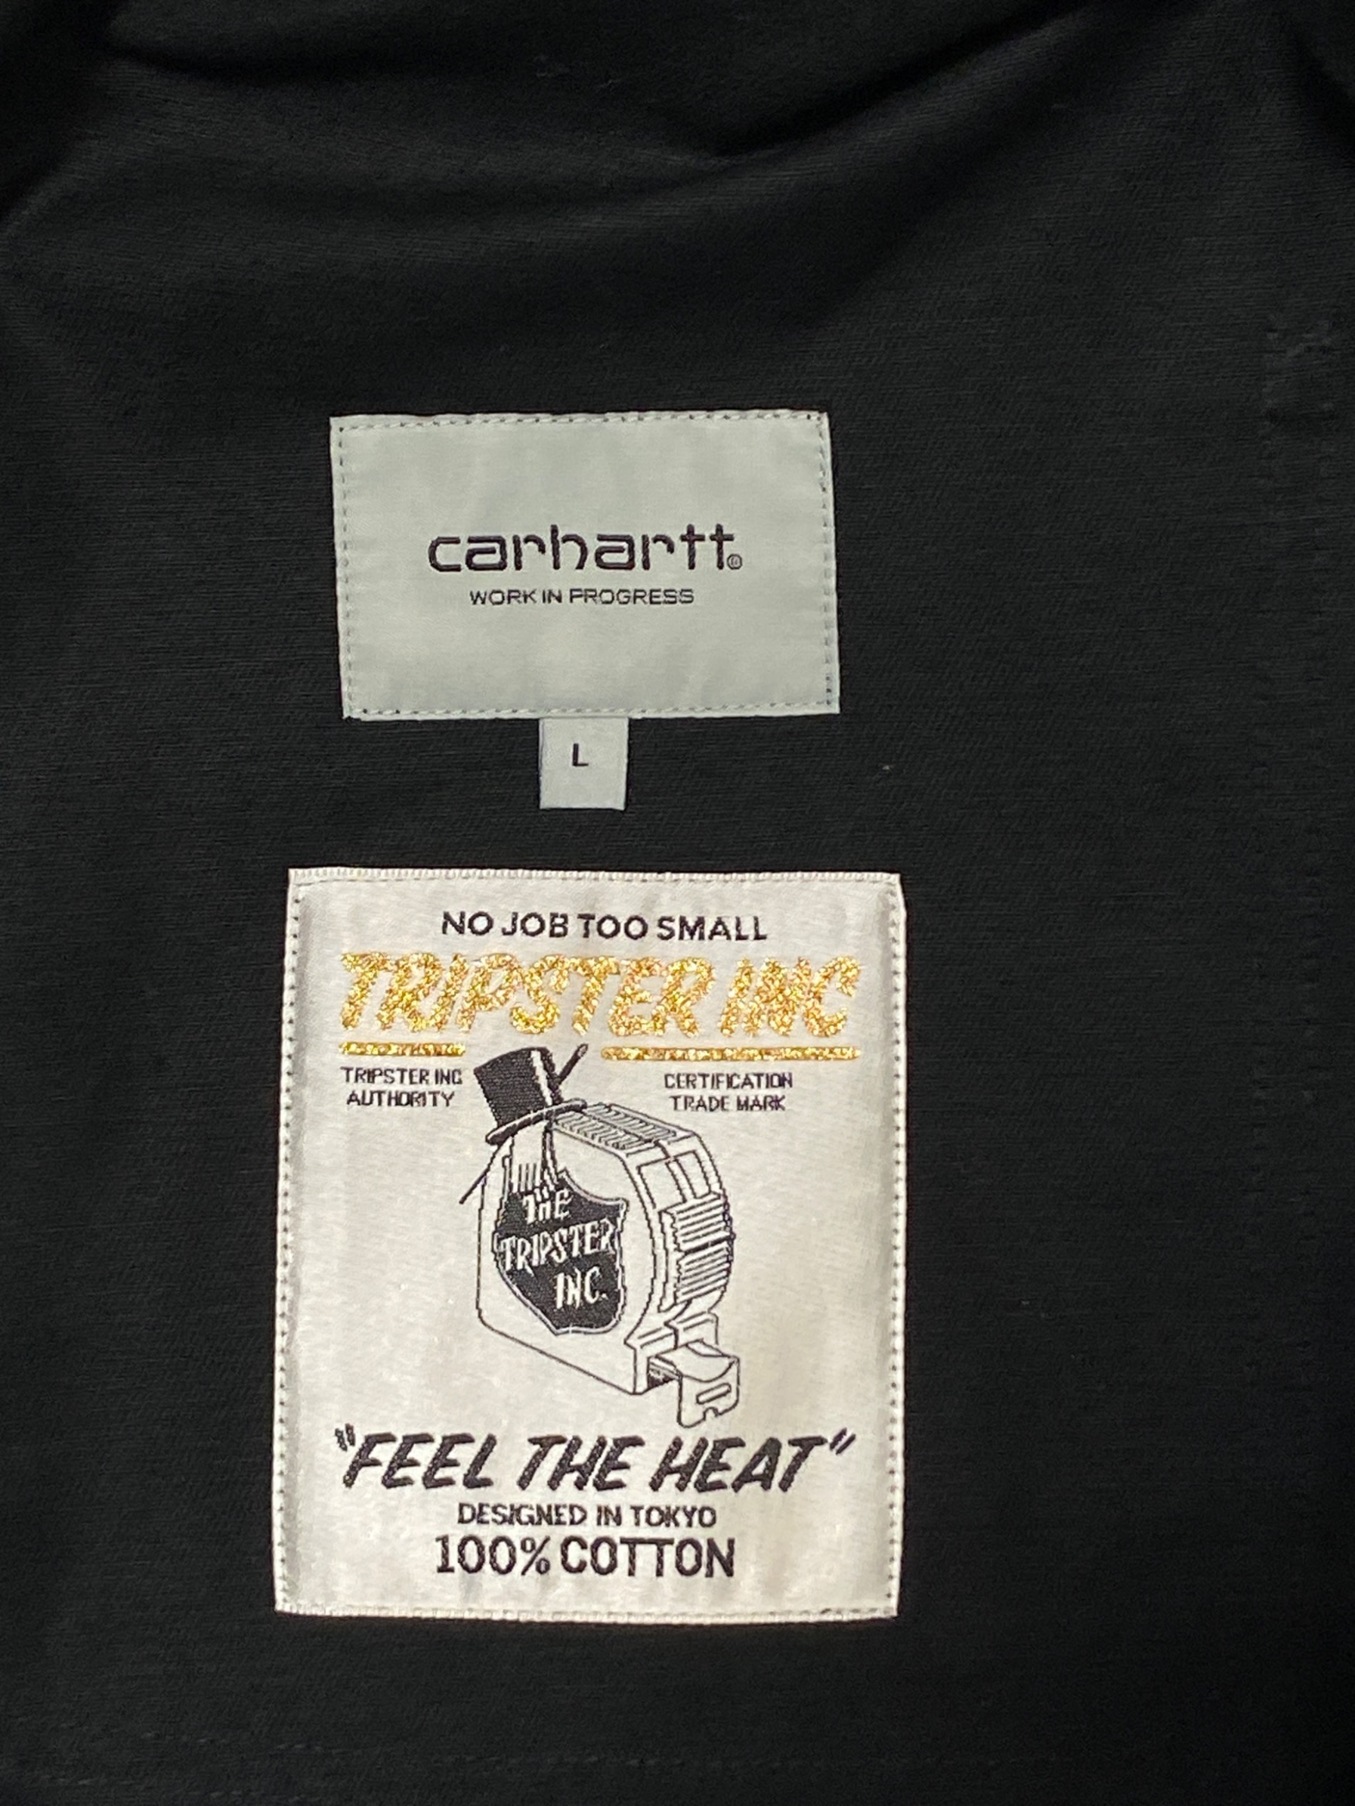 carhartt®
WORK IN PROGRESS
L
NO JOB TOO SMALL
TRIPSTER INC
TRIPSTER INC
AUTHORITY
CERTIFICATION
TRADE MARK
THE
TRIPSTER
INC.
"FEEL THE HEAT"
DESIGNED IN TOKYO
100% COTTON